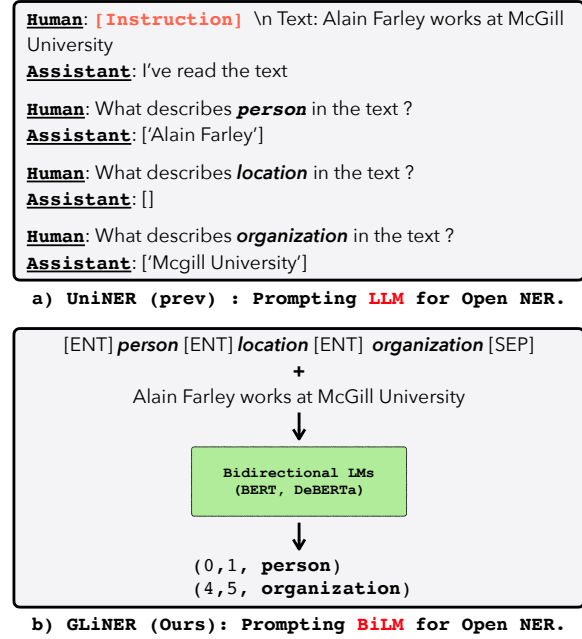 Human: [Instruction] \n Text: Alain Farley works at McGill
University
Assistant: I've read the text
Human: What describes person in the text ?
Assistant: ['Alain Farley']
Human: What describes location in the text ?
Assistant: []
Human: What describes organization in the text ?
Assistant: ['Mcgill University']
a) UniNER (prev) : Prompting LLM for Open NER.
[ENT] person [ENT] location [ENT] organization [SEP]
+
Alain Farley works at McGill University
Bidirectional LMs
(BERT, DeBERTa)
(0,1, person)
(4,5, organization)
b) GLiNER (Ours): Prompting BiLM for Open NER.